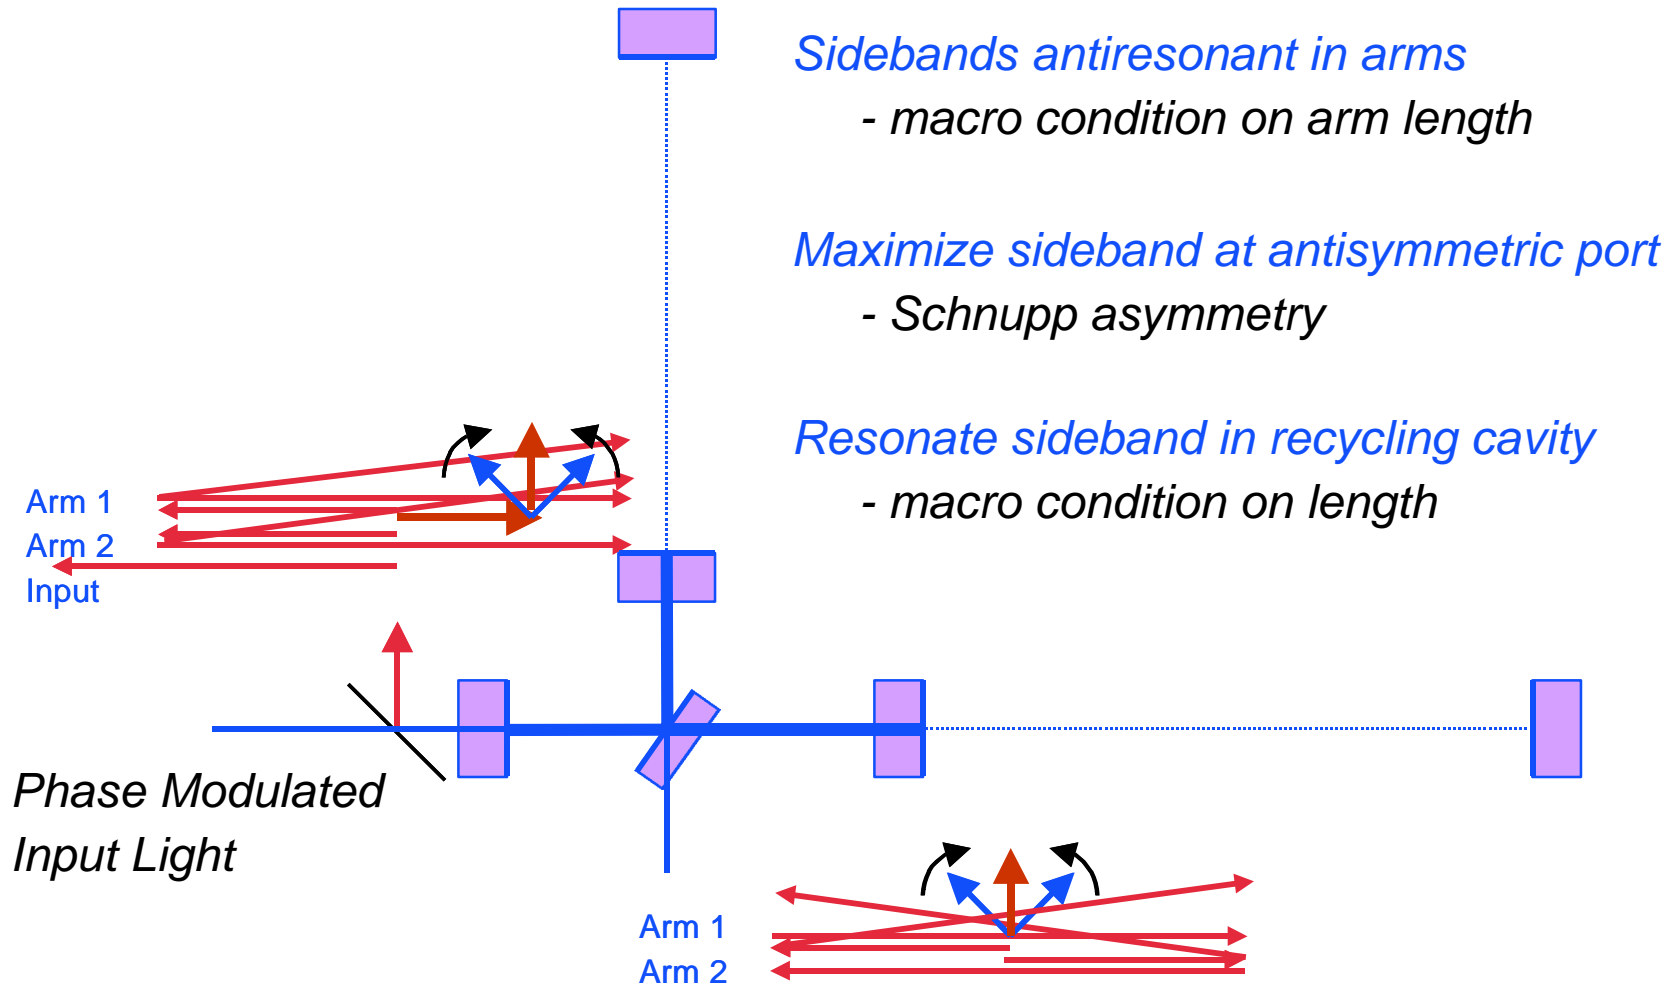 Sidebands antiresonant in arms
- macro condition on arm length
Maximize sideband at antisymmetric port
- Schnupp asymmetry
Resonate sideband in recycling cavity
- macro condition on length
Arm 1
Arm 2
Input
Phase Modulated
Input Light
Arm 1
Arm 2